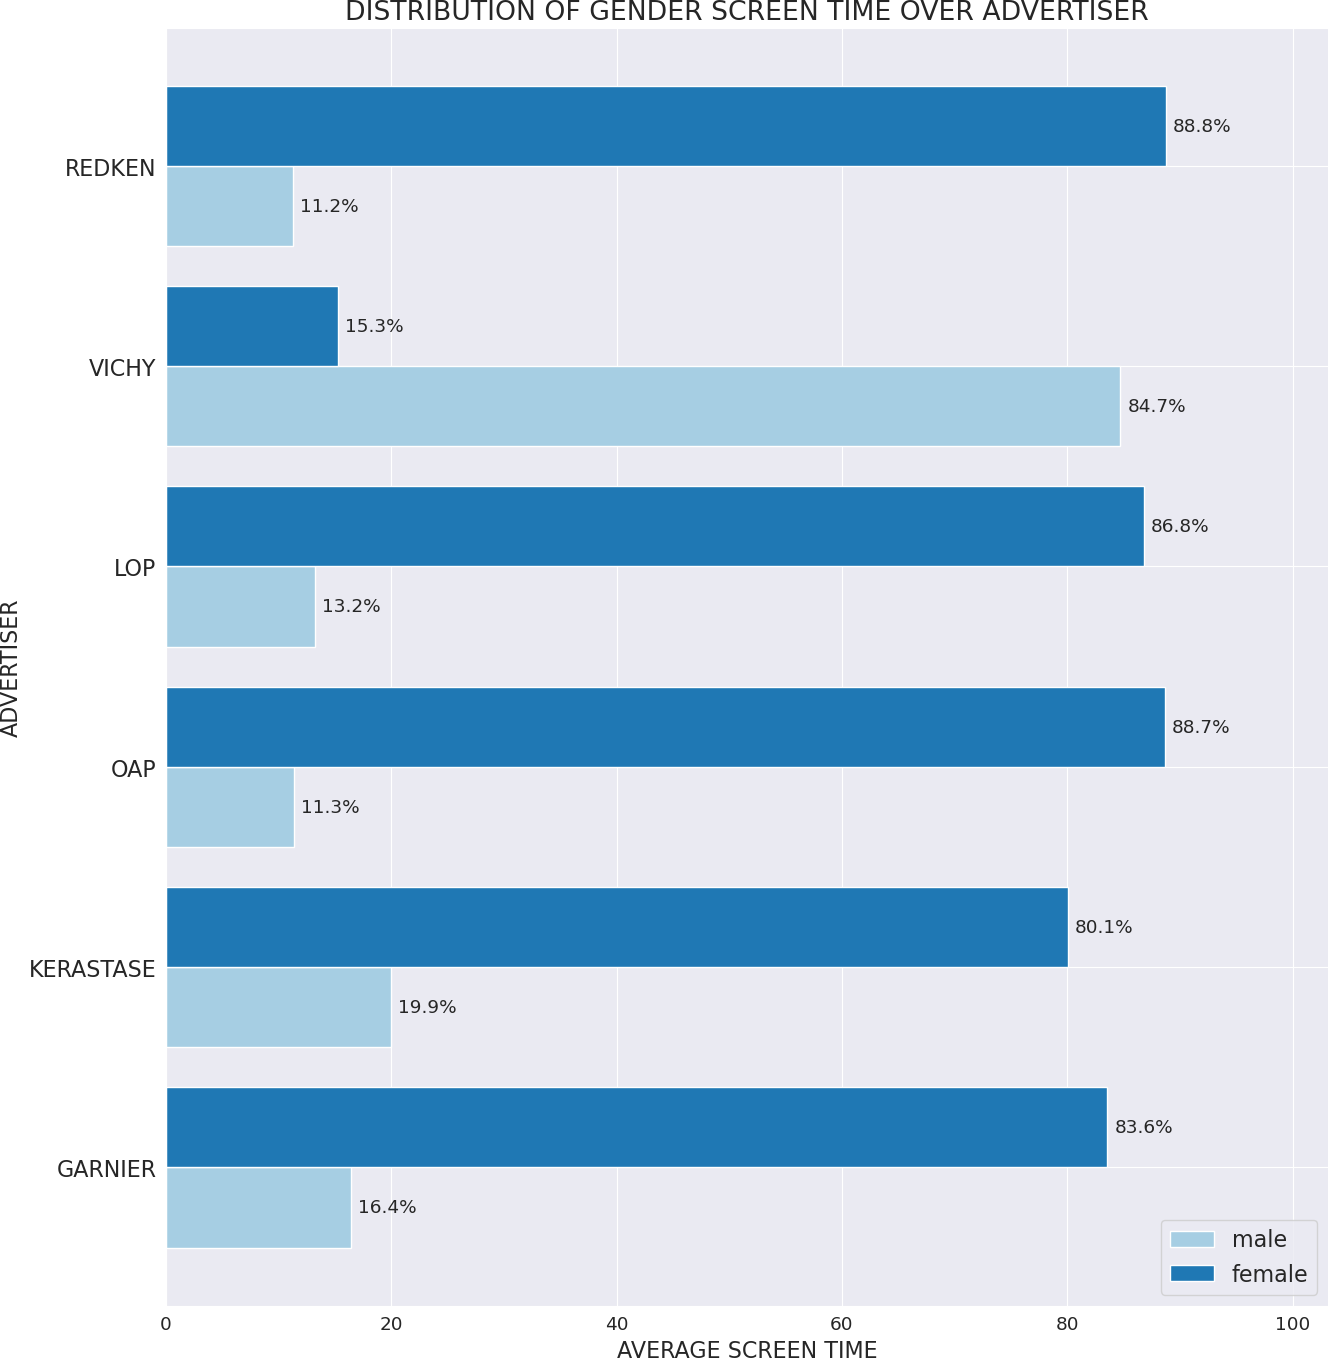 DISTRIBUTION OF GENDER SCREEN TIME OVER ADVERTISER
88.8%
REDKEN
11.2%
15.3%
VICHY
84.7%
86.8%
LOP
13.2%
ADVERTISER
88.7%
OAP
11.3%
80.1%
KERASTASE
19.9%
83.6%
GARNIER
16.4%
male
female
0 20 40 60 80 100
AVERAGE SCREEN TIME